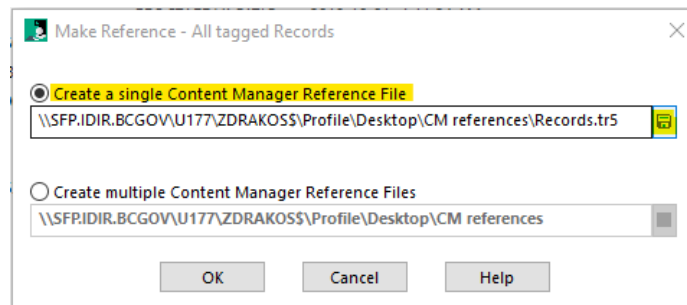 Make Reference - All tagged Records
Create a single Content Manager Reference File
\\SFP.IDIR.BCGOV\U177\ZDRAKOS$\Profile\Desktop\CM references\Records.tr5
Create multiple Content Manager Reference Files
\\SFP.IDIR.BCGOV\U177\ZDRAKOS$\Profile\Desktop\CM references
OK
Cancel
Help